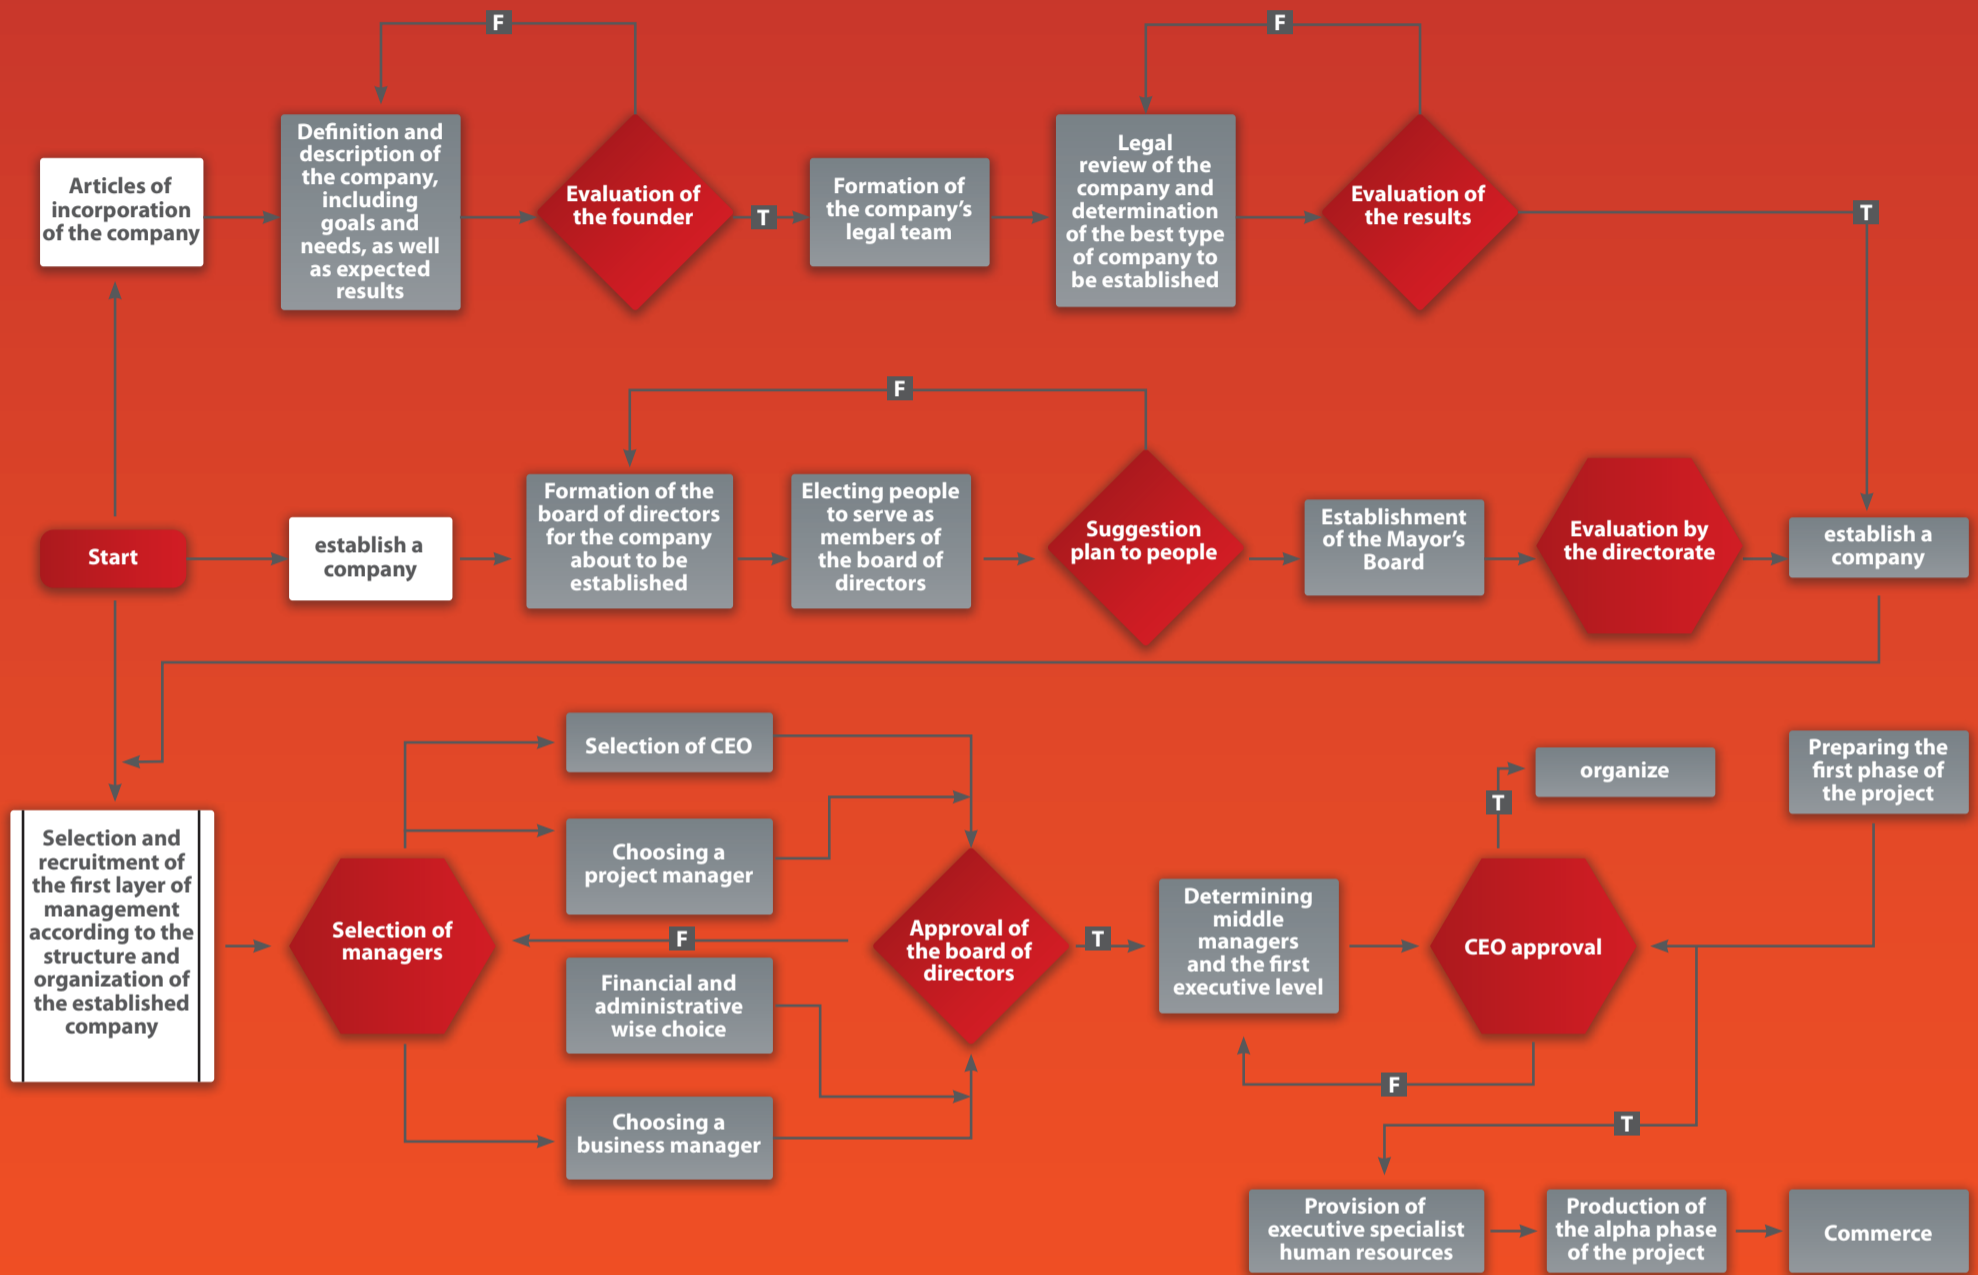 F
F
Articles of
incorporation
of the company
Definition and
description of
the company,
including
goals and
needs, as well
as expected
results
Evaluation of
the founder
T
Formation of
the company's
legal team
Legal
review of the
company and
determination
of the best type
of company to
be established
Evaluation of
the results
T
F
Start
establish a
company
Formation of the
board of directors
for the company
about to be
established
Electing people
to serve as
members of
the board of
directors
Suggestion
plan to people
Establishment
of the Mayor's
Board
Evaluation by
the directorate
establish a
company
Selection and
recruitment of
the first layer of
management
according to the
structure and
organization of
the established
company
Selection of
managers
Selection of CEO
Choosing a
project manager
F
Financial and
administrative
wise choice
Choosing a
business manager
Approval of
the board of
directors
T
Determining
middle
managers
and the first
executive level
CEO approval
T
organize
Preparing the
first phase of
the project
F
T
Provision of
executive specialist
human resources
Production of
the alpha phase
of the project
Commerce